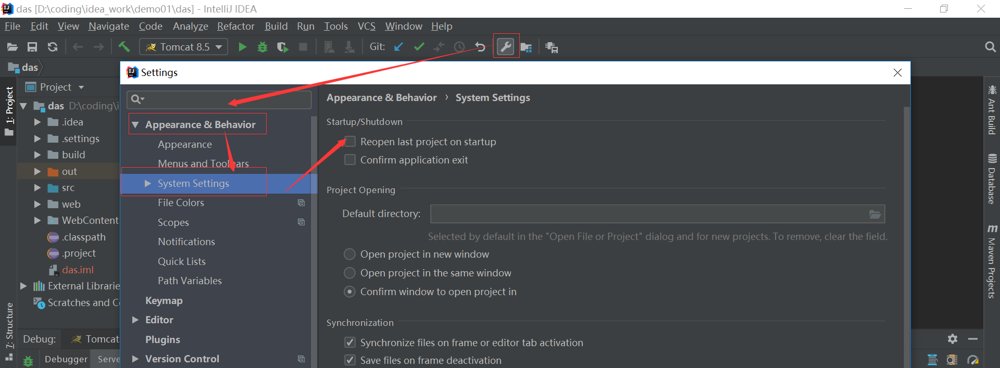 das [D:\coding\idea_work\demo01\das] - IntelliJ IDEA
File Edit View Navigate Code Analyze Refactor Build Run Tools VCS Window Help
Tomcat 8.5 Git:
das
Settings
1: Project
Project
das D:\coding\i
.idea
.settings
build
out
src
web
WebContent
.classpath
.project
das.iml
External Librarie
Scratches and C
7: Structure
Debug: Tomcat
Debugger Serve
Appearance & Behavior
Appearance
Menus and Toolbars
System Settings
File Colors
Scopes
Notifications
Quick Lists
Path Variables
Keymap
Editor
Plugins
Version Control
Appearance & Behavior › System Settings
Startup/Shutdown
Reopen last project on startup
Confirm application exit
Project Opening
Default directory:
Selected by default in the "Open File or Project" dialog and for new projects. To remove, clear the field.
Open project in new window
Open project in the same window
Confirm window to open project in
Synchronization
Synchronize files on frame or editor tab activation
Save files on frame deactivation
Ant Build
Database
m Maven Projects